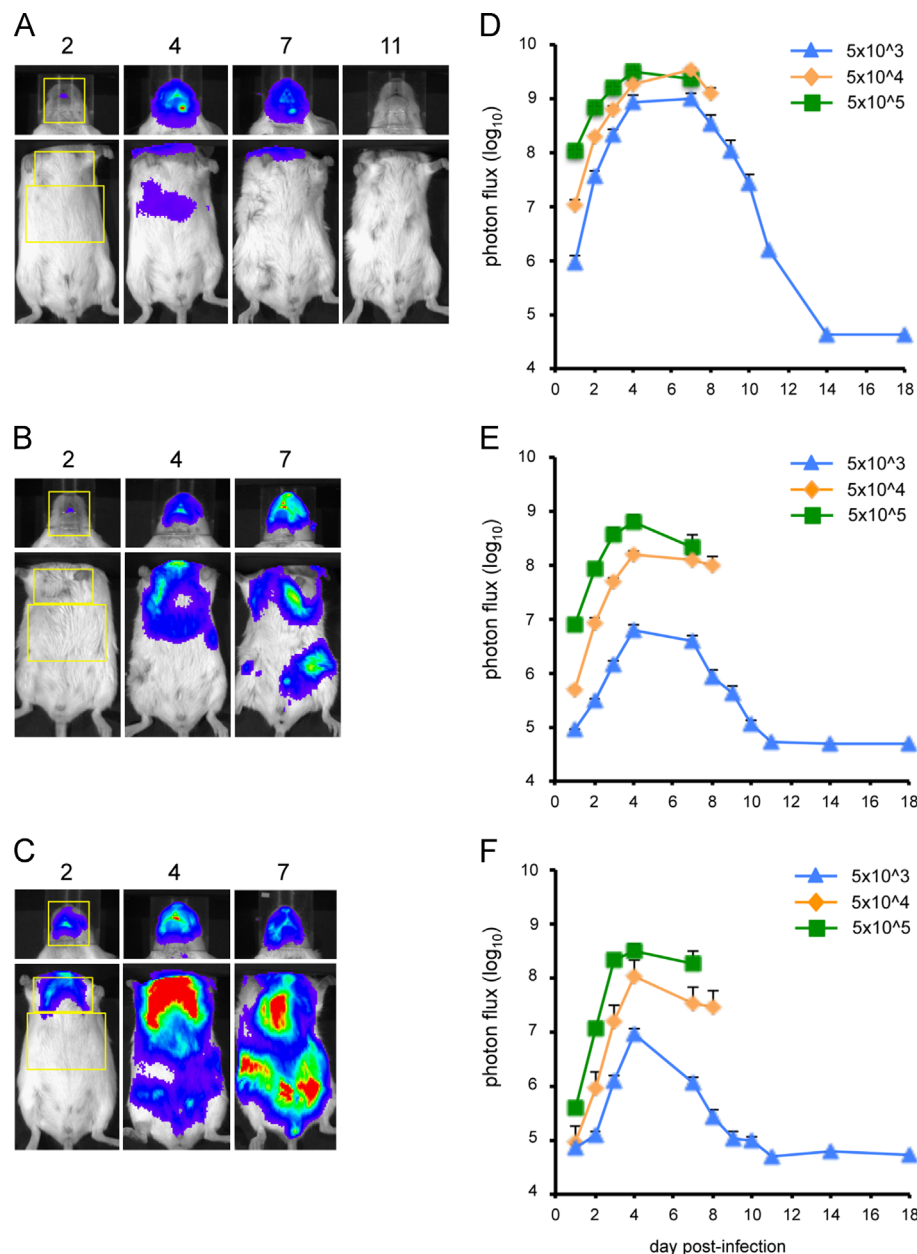 A
2 4 7 11
B
2 4 7
C
2 4 7
D
10
9
8
7
6
5
4
photon flux (log10)
0 2 4 6 8 10 12 14 16 18
5x10^3
5x10^4
5x10^5
E
10
9
8
7
6
5
4
photon flux (log10)
0 2 4 6 8 10 12 14 16 18
5x10^3
5x10^4
5x10^5
F
10
9
8
7
6
5
4
photon flux (log10)
0 2 4 6 8 10 12 14 16 18
5x10^3
5x10^4
5x10^5
day post-infection